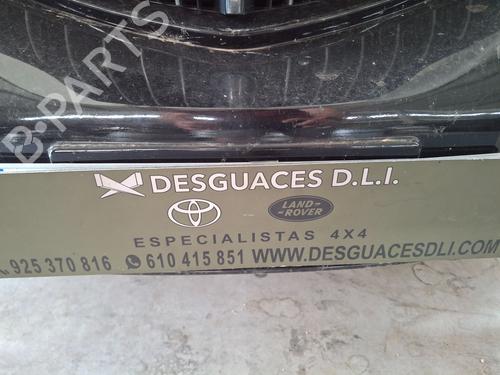 B-PARTS
DESGUACES D.L.I.
LAND-
-ROVER
ESPECIALISTAS 4X4
925 370 816 610 415 851 WWW.DESGUACESDLI.COM